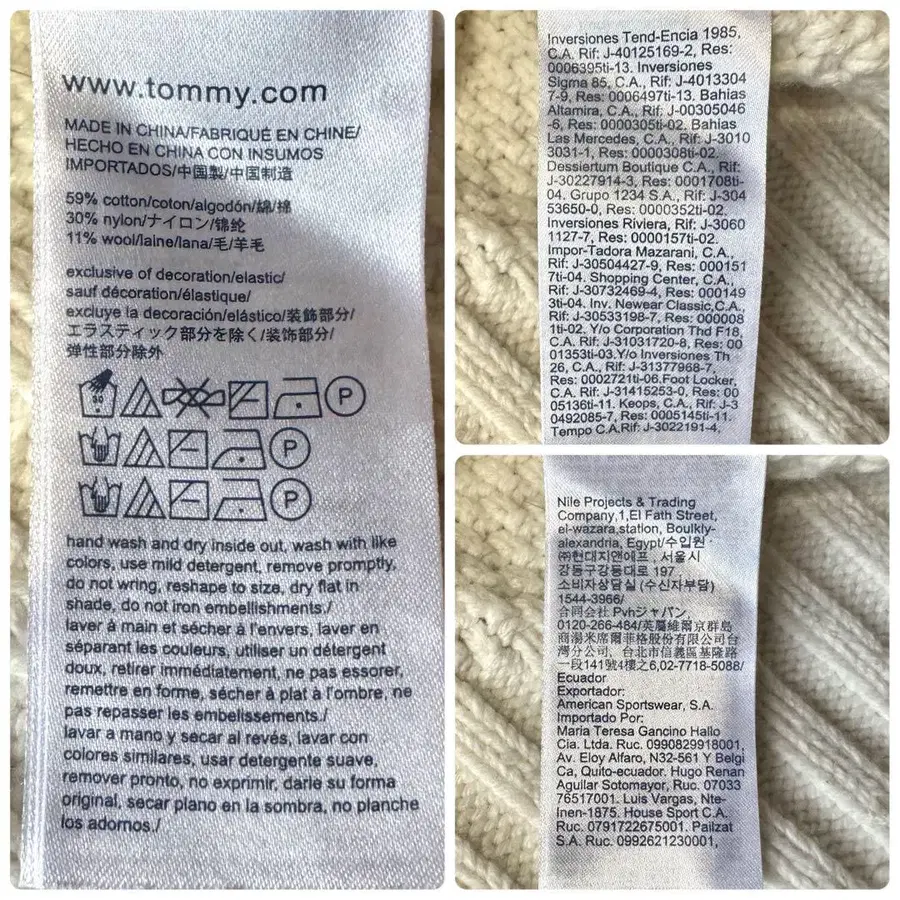 www.tommy.com
MADE IN CHINA/FABRIQUÉ EN CHINE/
HECHO EN CHINA CON INSUMOS
IMPORTADOS/中国製/中国制造
59% cotton/coton/algodón/綿/棉
30% nylon/ナイロン/锦纶
11% wool/laine/lana/毛/羊毛
exclusive of decoration/elastic/
sauf décoration/élastique/
excluye la decoración/elástico/装飾部分/
エラスティック部分を除く/装饰部分/
弹性部分除外
P
P
P
hand wash and dry inside out, wash with like
colors, use mild detergent, remove promptly,
do not wring, reshape to size, dry flat in
shade, do not iron embellishments./
laver à main et sécher à l'envers, laver en
séparant les couleurs, utiliser un détergent
doux, retirer immédiatement, ne pas essorer,
remettre en forme, sécher à plat à l'ombre, ne
pas repasser les embelissements./
lavar a mano y secar al revés, lavar con
colores similares, usar detergente suave,
remover pronto, no exprimir, darle su forma
original, secar plano en la sombra, no planche
los adornos./
Inversiones Tend-Encia 1985,
C.A. Rif: J-40125169-2, Res:
0006395ti-13. Inversiones
Sigma 85, C.A., Rif: J-4013304
7-9, Res: 0006497ti-13. Bahias
Altamira, C.A., Rif: J-00305046
-6, Res: 0000305ti-02. Bahias
Las Mercedes, C.A., Rif: J-3010
3031-1, Res: 0000308ti-02.
Dessiertum Boutique C.A., Rif:
J-30227914-3, Res: 0001708ti-
04. Grupo 1234 S.A., Rif: J-304
53650-0, Res: 0000352ti-02.
Inversiones Riviera, Rif: J-3060
1127-7, Res: 0000157ti-02.
Impor-Tadora Mazarani, C.A.,
Rif: J-30504427-9, Res: 000151
7ti-04. Shopping Center, C.A.,
Rif: J-30732469-4, Res: 000149
3ti-04. Inv. Newear Classic,C.A.,
Rif: J-30533198-7, Res: 000008
1ti-02. Y/o Corporation Thd F18,
C.A. Rif: J-31031720-8, Res: 00
01353ti-03.Y/o Inversiones Th
26, C.A., Rif: J-31377968-7,
Res: 0002721ti-06.Foot Locker,
C.A. Rif: J-31415253-0, Res: 00
05136ti-11. Keops, C.A., Rif: J-3
0492085-7, Res: 0005145ti-11.
Tempo C.A.Rif: J-3022191-4,
Nile Projects & Trading
Company,1,El Fath Street,
el-wazara,station, Boulkly-
alexandria, Egypt/수입원 ·
㈜현대지앤에프, 서울시
강동구강동대로 197
소비자상담실 (수신자부담)
1544-3966/
合同会社 Pvhジャパン,
0120-266-484/英屬維爾京群島
商湯米席爾菲格股份有限公司台
灣分公司, 台北市信義區基隆路
一段141號4樓之6,02-7718-5088/
Ecuador
Exportador:
American Sportswear, S.A.
Importado Por:
Maria Teresa Gancino Hallo
Cia. Ltda. Ruc. 0990829918001,
Av. Eloy Alfaro, N32-561 Y Belgi
Ca, Quito-ecuador. Hugo Renan
Aguilar Sotomayor, Ruc. 07033
76517001. Luis Vargas, Nte-
Inen-1875. House Sport C.A.
Ruc. 0791722675001. Pailzat
S.A. Ruc. 0992621230001,